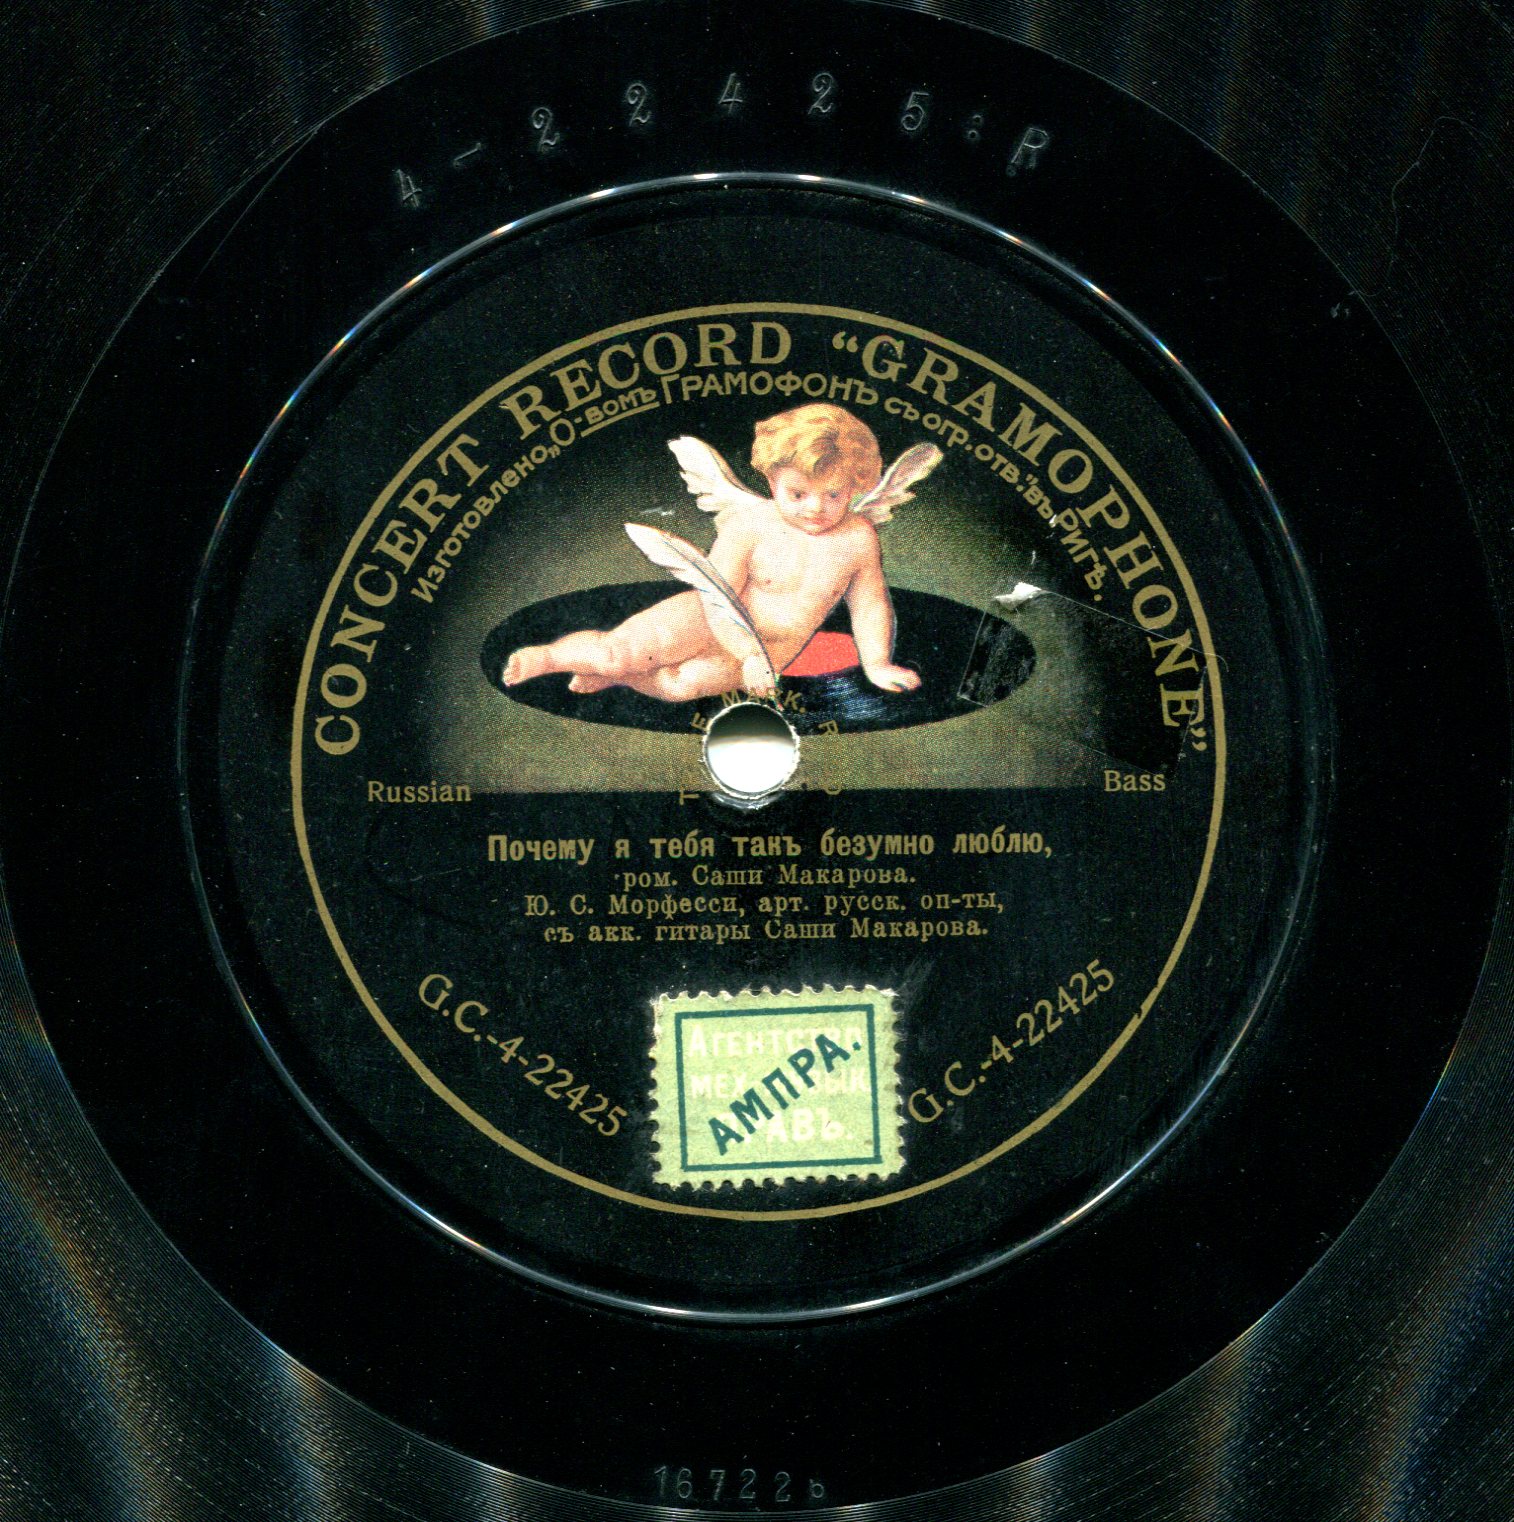 4-22425:R
CONCERT RECORD “GRAMOPHONE”
Изготовлено „О-вомъ ГРАМОФОНЪ съ огр. отв.” въ Ригѣ.
Russian
Bass
Почему я тебя такъ безумно люблю,
ром. Саши Макарова.
Ю. С. Морфесси, арт. русск. оп-ты,
съ акк. гитары Саши Макарова.
G.C.-4-22425
G.C.-4-22425
АГЕНТСТВО
МЕХ.
АМПРА.
16722b